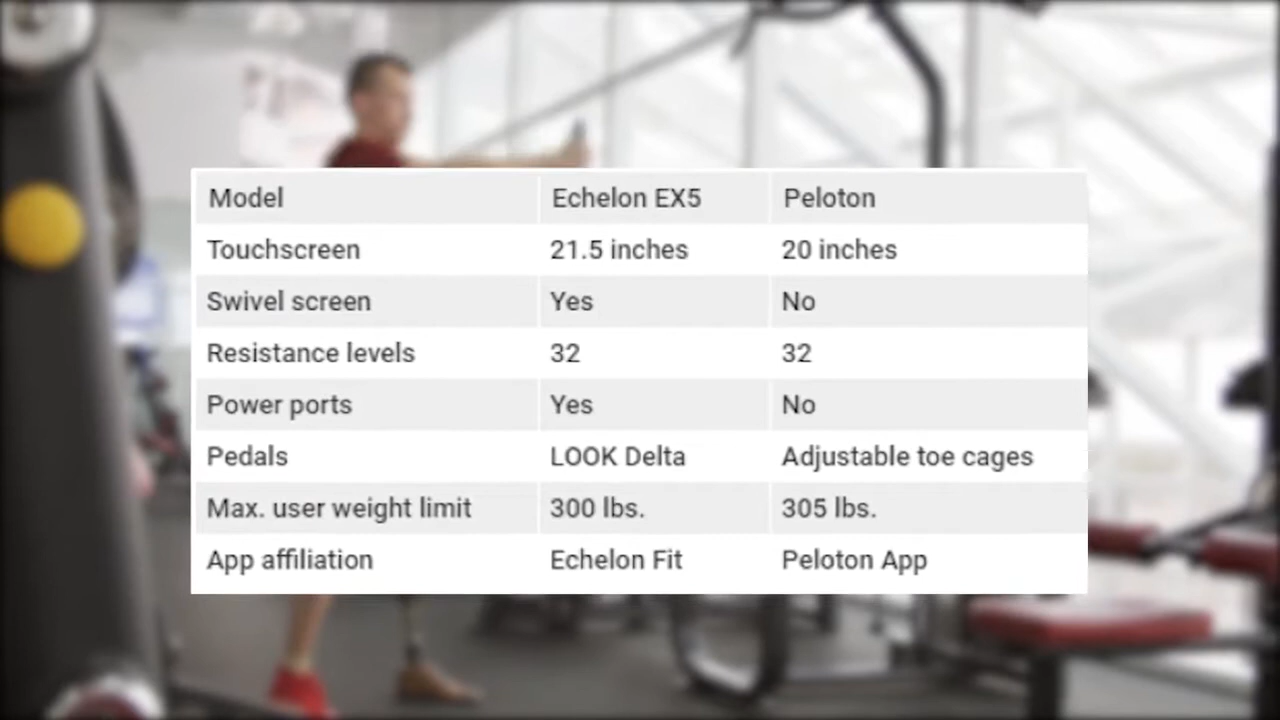 Model Echelon EX5 Peloton
Touchscreen 21.5 inches 20 inches
Swivel screen Yes No
Resistance levels 32 32
Power ports Yes No
Pedals LOOK Delta Adjustable toe cages
Max. user weight limit 300 lbs. 305 lbs.
App affiliation Echelon Fit Peloton App